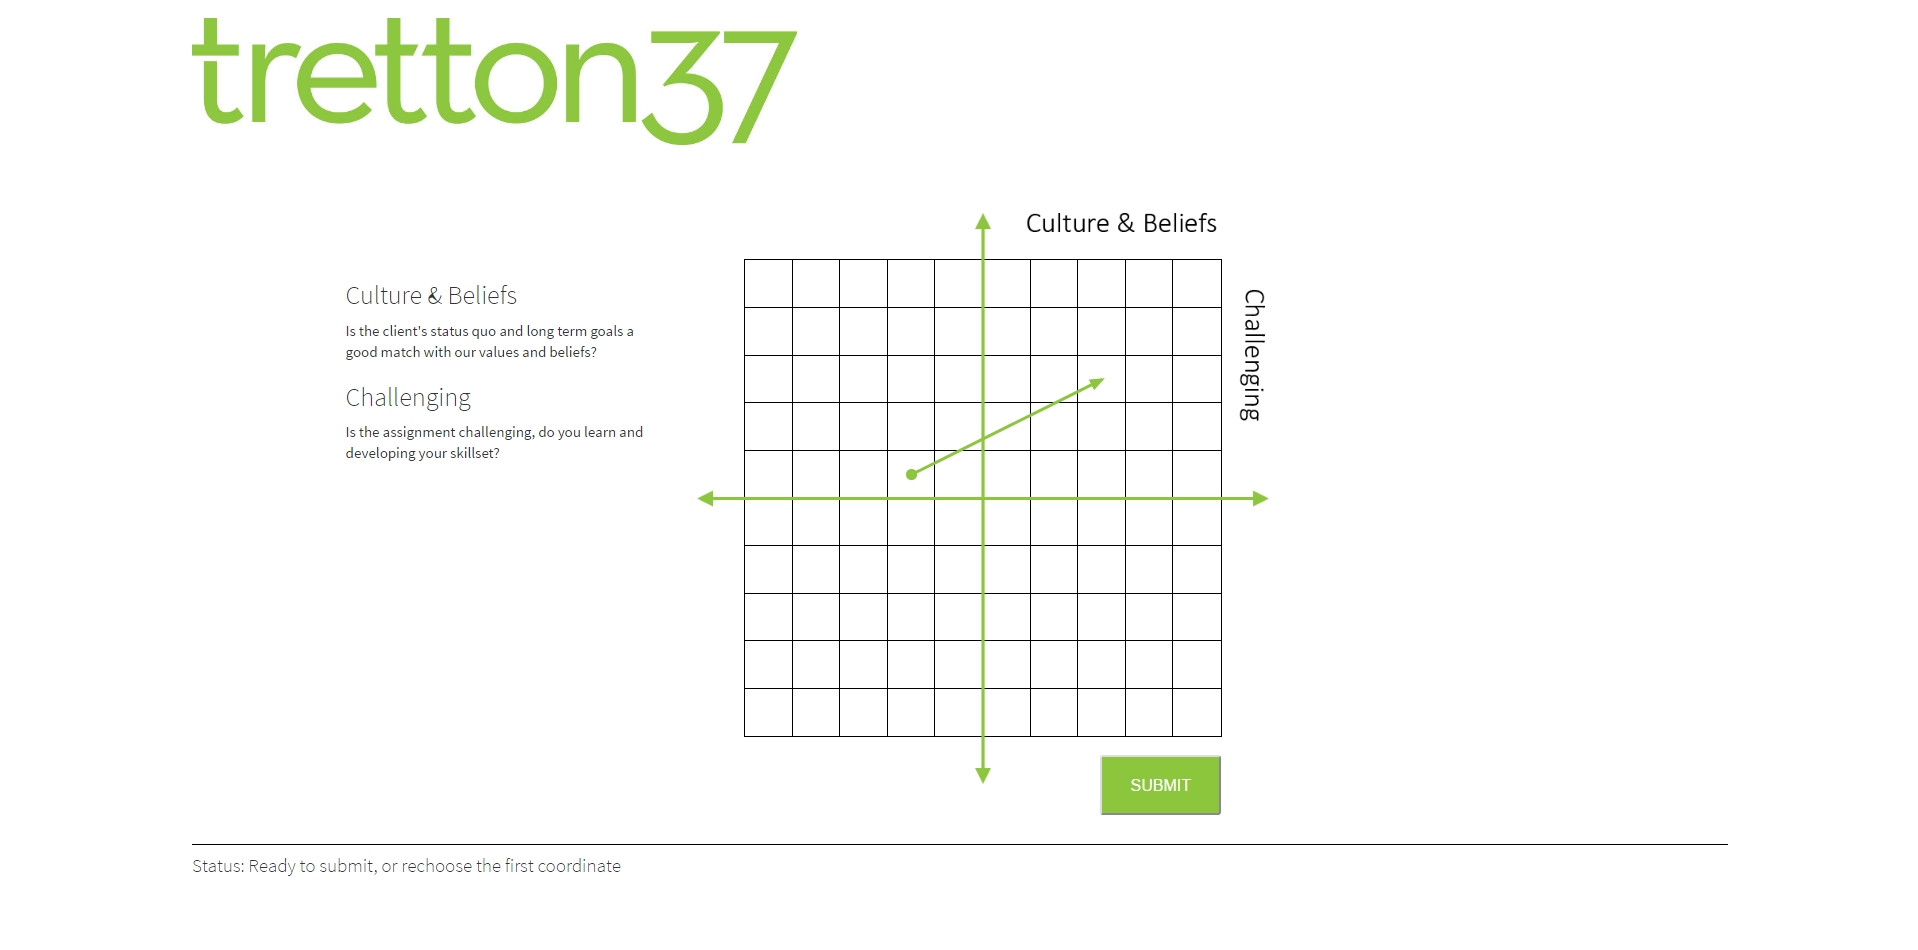 tretton37
Culture & Beliefs
Culture & Beliefs
Is the client's status quo and long term goals a
good match with our values and beliefs?
Challenging
Challenging
Is the assignment challenging, do you learn and
developing your skillset?
SUBMIT
Status: Ready to submit, or rechoose the first coordinate